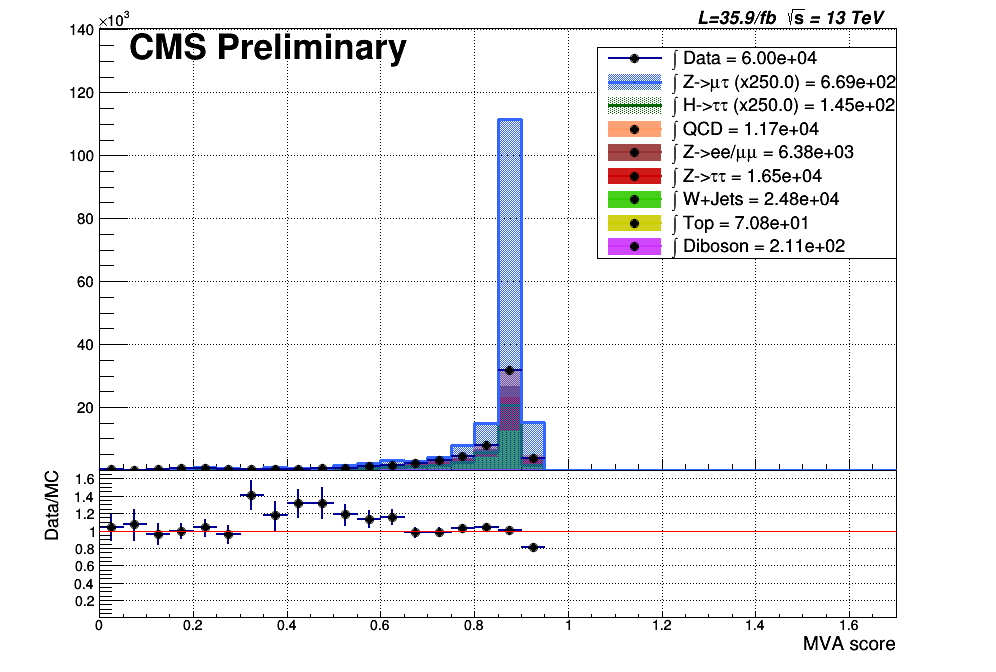 L=35.9/fb √s = 13 TeV
×10³
CMS Preliminary
140
120
100
80
60
40
20
∫ Data = 6.00e+04
∫ Z->μτ (x250.0) = 6.69e+02
∫ H->ττ (x250.0) = 1.45e+02
∫ QCD = 1.17e+04
∫ Z->ee/μμ = 6.38e+03
∫ Z->ττ = 1.65e+04
∫ W+Jets = 2.48e+04
∫ Top = 7.08e+01
∫ Diboson = 2.11e+02
Data/MC
1.6
1.4
1.2
1
0.8
0.6
0.4
0.2
0 0.2 0.4 0.6 0.8 1 1.2 1.4 1.6
MVA score